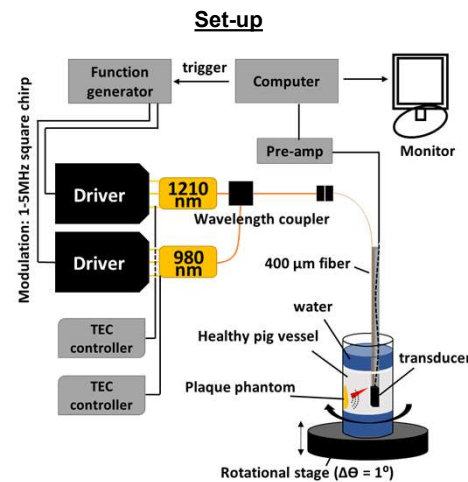 Set-up
Function
generator
trigger
Computer
Monitor
Pre-amp
Modulation: 1-5MHz square chirp
Driver
1210
nm
Wavelength coupler
Driver
980
nm
400 µm fiber
TEC
controller
TEC
controller
water
Healthy pig vessel
transducer
Plaque phantom
Rotational stage (ΔΘ = 1⁰)